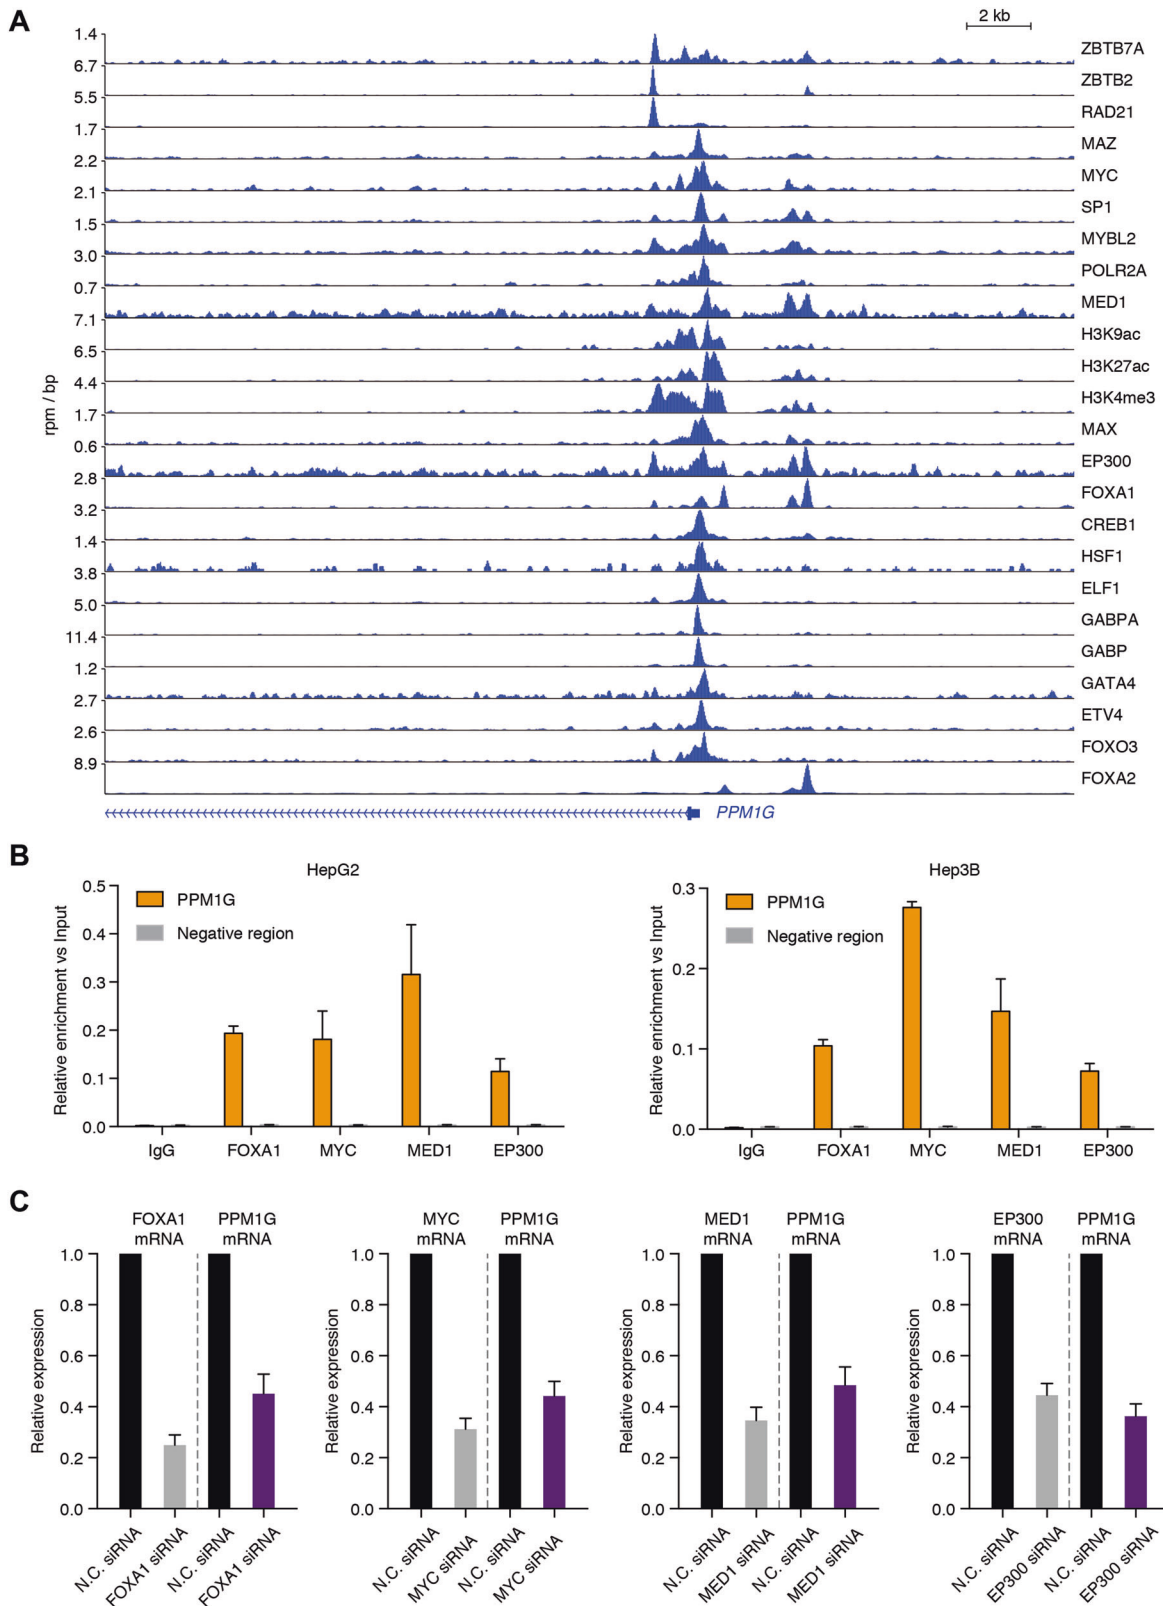 A
2 kb
rpm / bp
1.4 ZBTB7A
6.7 ZBTB2
5.5 RAD21
1.7 MAZ
2.2 MYC
2.1 SP1
1.5 MYBL2
3.0 POLR2A
0.7 MED1
7.1 H3K9ac
6.5 H3K27ac
4.4 H3K4me3
1.7 MAX
0.6 EP300
2.8 FOXA1
3.2 CREB1
1.4 HSF1
3.8 ELF1
5.0 GABPA
11.4 GABP
1.2 GATA4
2.7 ETV4
2.6 FOXO3
8.9 FOXA2
PPM1G
B
HepG2
Relative enrichment vs Input
0.5
0.4
0.3
0.2
0.1
0.0
PPM1G
Negative region
IgG FOXA1 MYC MED1 EP300
Hep3B
Relative enrichment vs Input
0.3
0.2
0.1
0.0
PPM1G
Negative region
IgG FOXA1 MYC MED1 EP300
C
FOXA1 PPM1G
mRNA mRNA
Relative expression
1.0
0.8
0.6
0.4
0.2
0.0
N.C. siRNA
FOXA1 siRNA
N.C. siRNA
FOXA1 siRNA
MYC PPM1G
mRNA mRNA
Relative expression
1.0
0.8
0.6
0.4
0.2
0.0
N.C. siRNA
MYC siRNA
N.C. siRNA
MYC siRNA
MED1 PPM1G
mRNA mRNA
Relative expression
1.0
0.8
0.6
0.4
0.2
0.0
N.C. siRNA
MED1 siRNA
N.C. siRNA
MED1 siRNA
EP300 PPM1G
mRNA mRNA
Relative expression
1.0
0.8
0.6
0.4
0.2
0.0
N.C. siRNA
EP300 siRNA
N.C. siRNA
EP300 siRNA